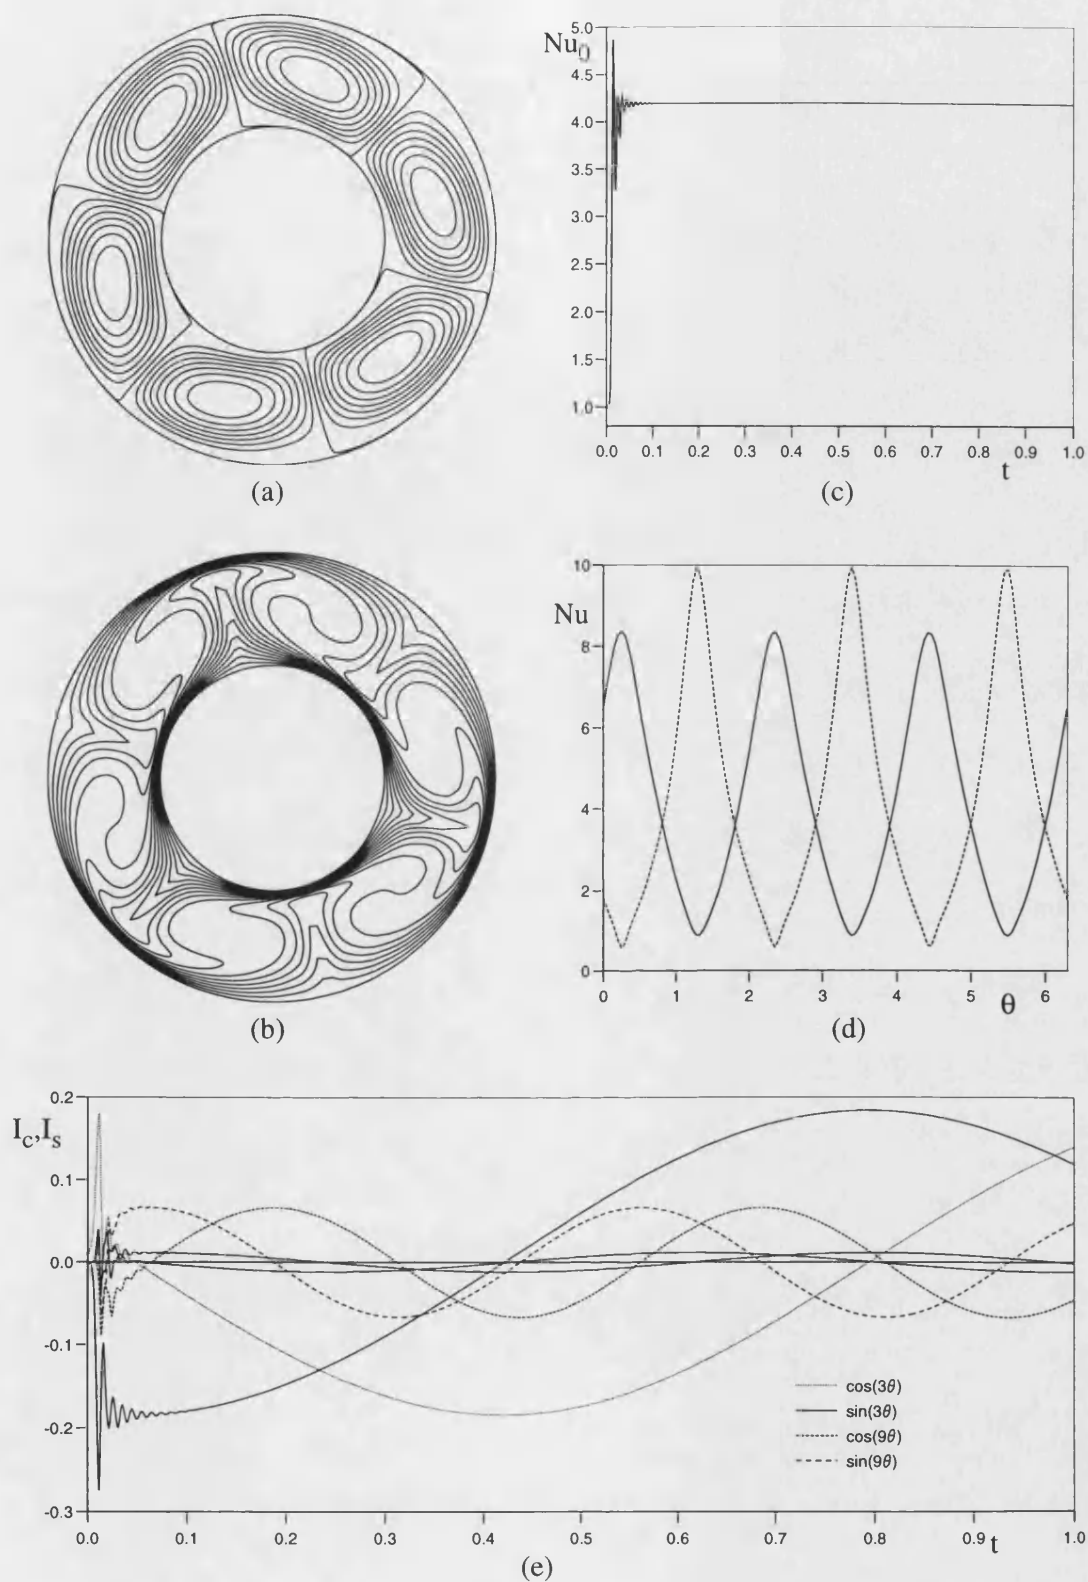 (a)
Nu₀
5.0
4.5
4.0
3.5
3.0
2.5
2.0
1.5
1.0
0.0 0.1 0.2 0.3 0.4 0.5 0.6 0.7 0.8 0.9 1.0
t
(c)
(b)
Nu
10
8
6
4
2
0
0 1 2 3 4 5 θ 6
(d)
I_c,I_s
0.2
0.1
0.0
-0.1
-0.2
-0.3
cos(3θ)
sin(3θ)
cos(9θ)
sin(9θ)
0.0 0.1 0.2 0.3 0.4 0.5 0.6 0.7 0.8 0.9 t 1.0
(e)